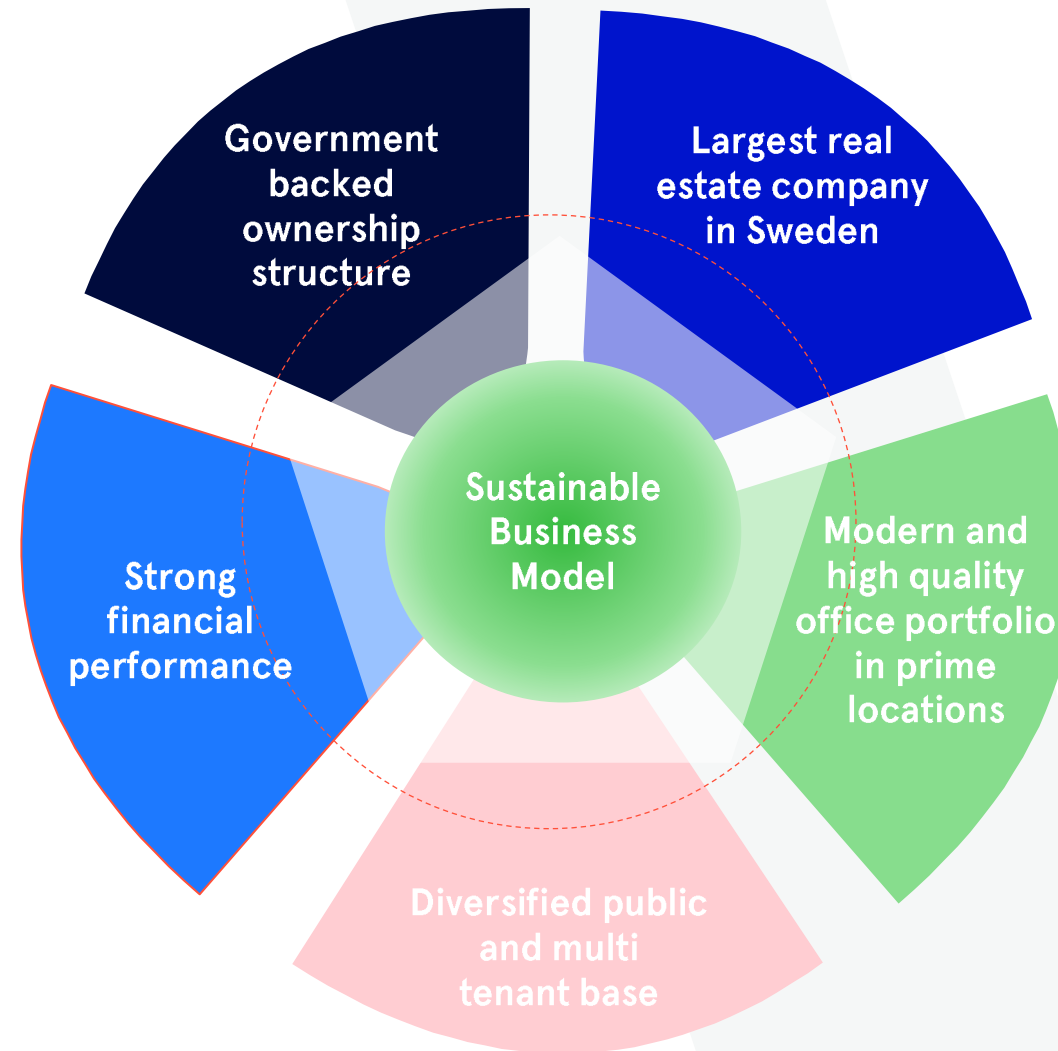 Government
backed
ownership
structure
Largest real
estate company
in Sweden
Sustainable
Business
Model
Strong
financial
performance
Modern and
high quality
office portfolio
in prime
locations
Diversified public
and multi
tenant base